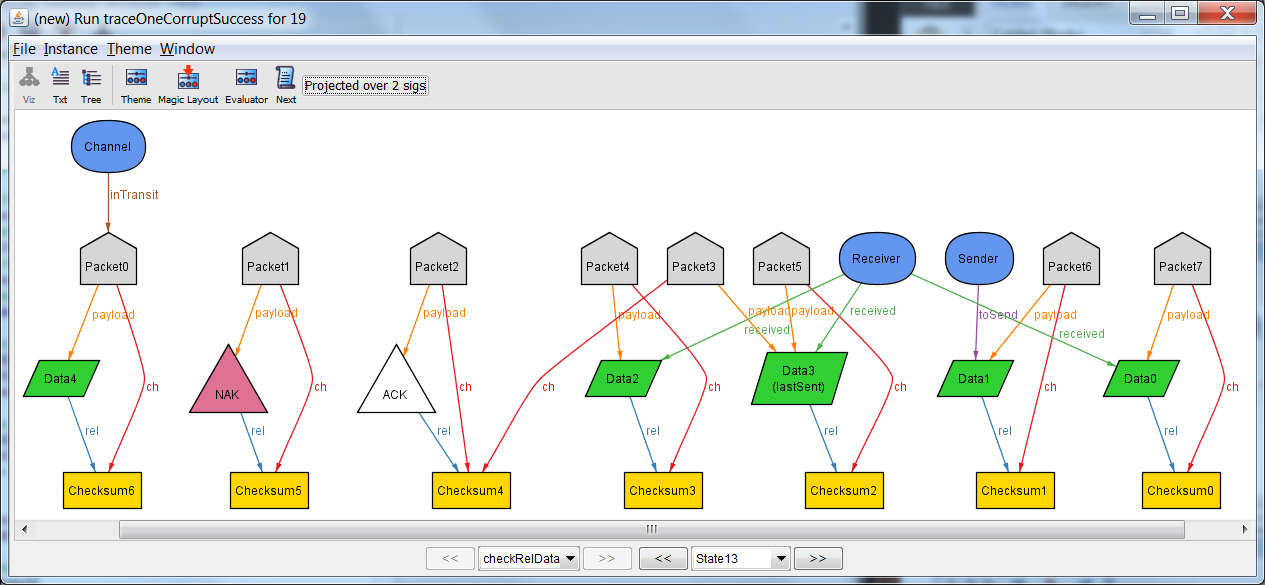 (new) Run traceOneCorruptSuccess for 19
File Instance Theme Window
Viz Txt Tree Theme Magic Layout Evaluator Next Projected over 2 sigs
Channel
inTransit
Packet0 Packet1 Packet2 Packet4 Packet3 Packet5 Receiver Sender Packet6 Packet7
payload payload payload payload payload payload received toSend payload payload
received received
Data4 NAK ACK Data2 Data3 Data1 Data0
(lastSent)
ch ch ch ch ch ch ch ch
rel rel rel rel rel rel rel
Checksum6 Checksum5 Checksum4 Checksum3 Checksum2 Checksum1 Checksum0
<< checkRelData >> << State13 >>